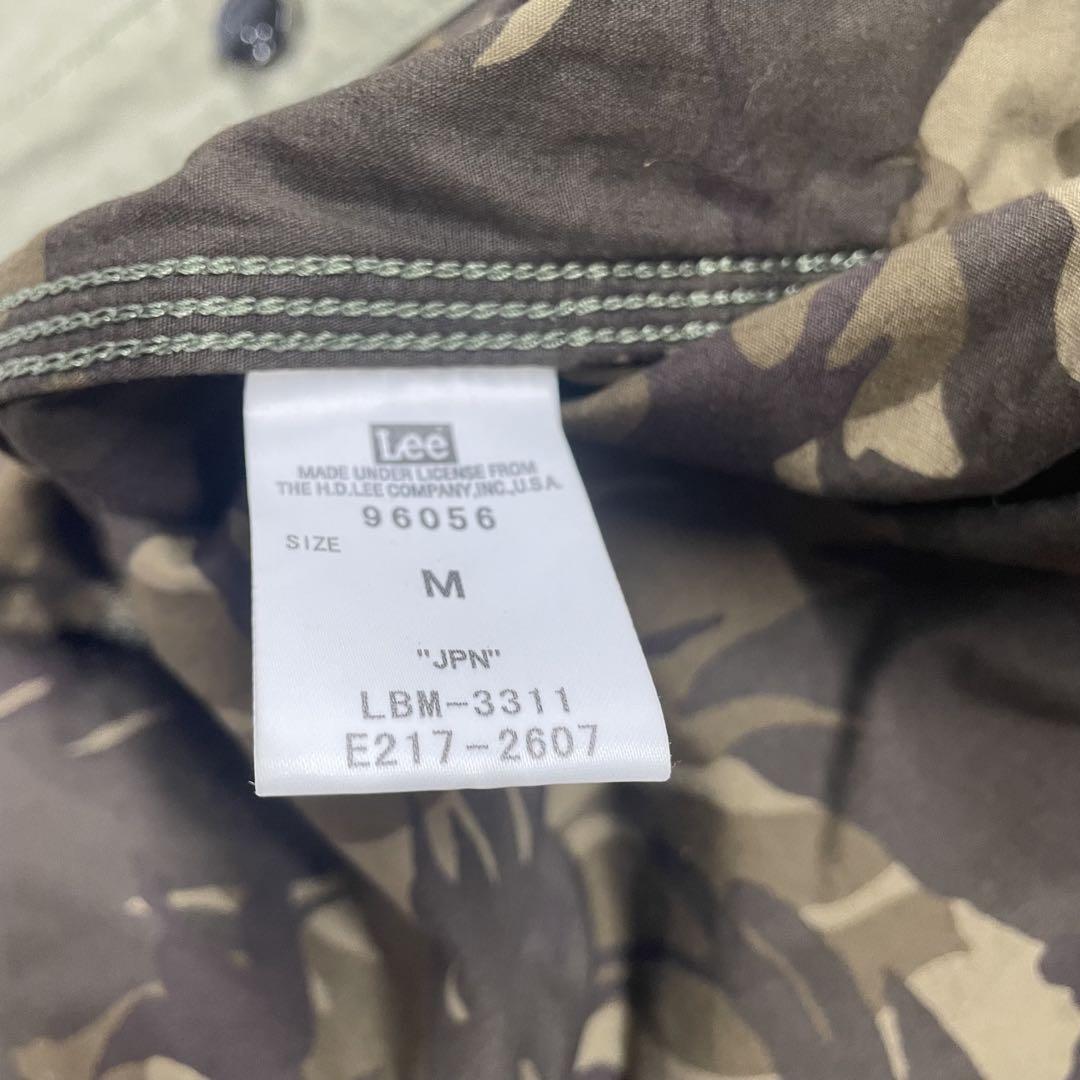 Lee
MADE UNDER LICENSE FROM
THE H.D.LEE COMPANY,INC.,U.S.A.
96056
SIZE
M
"JPN"
LBM-3311
E217-2607